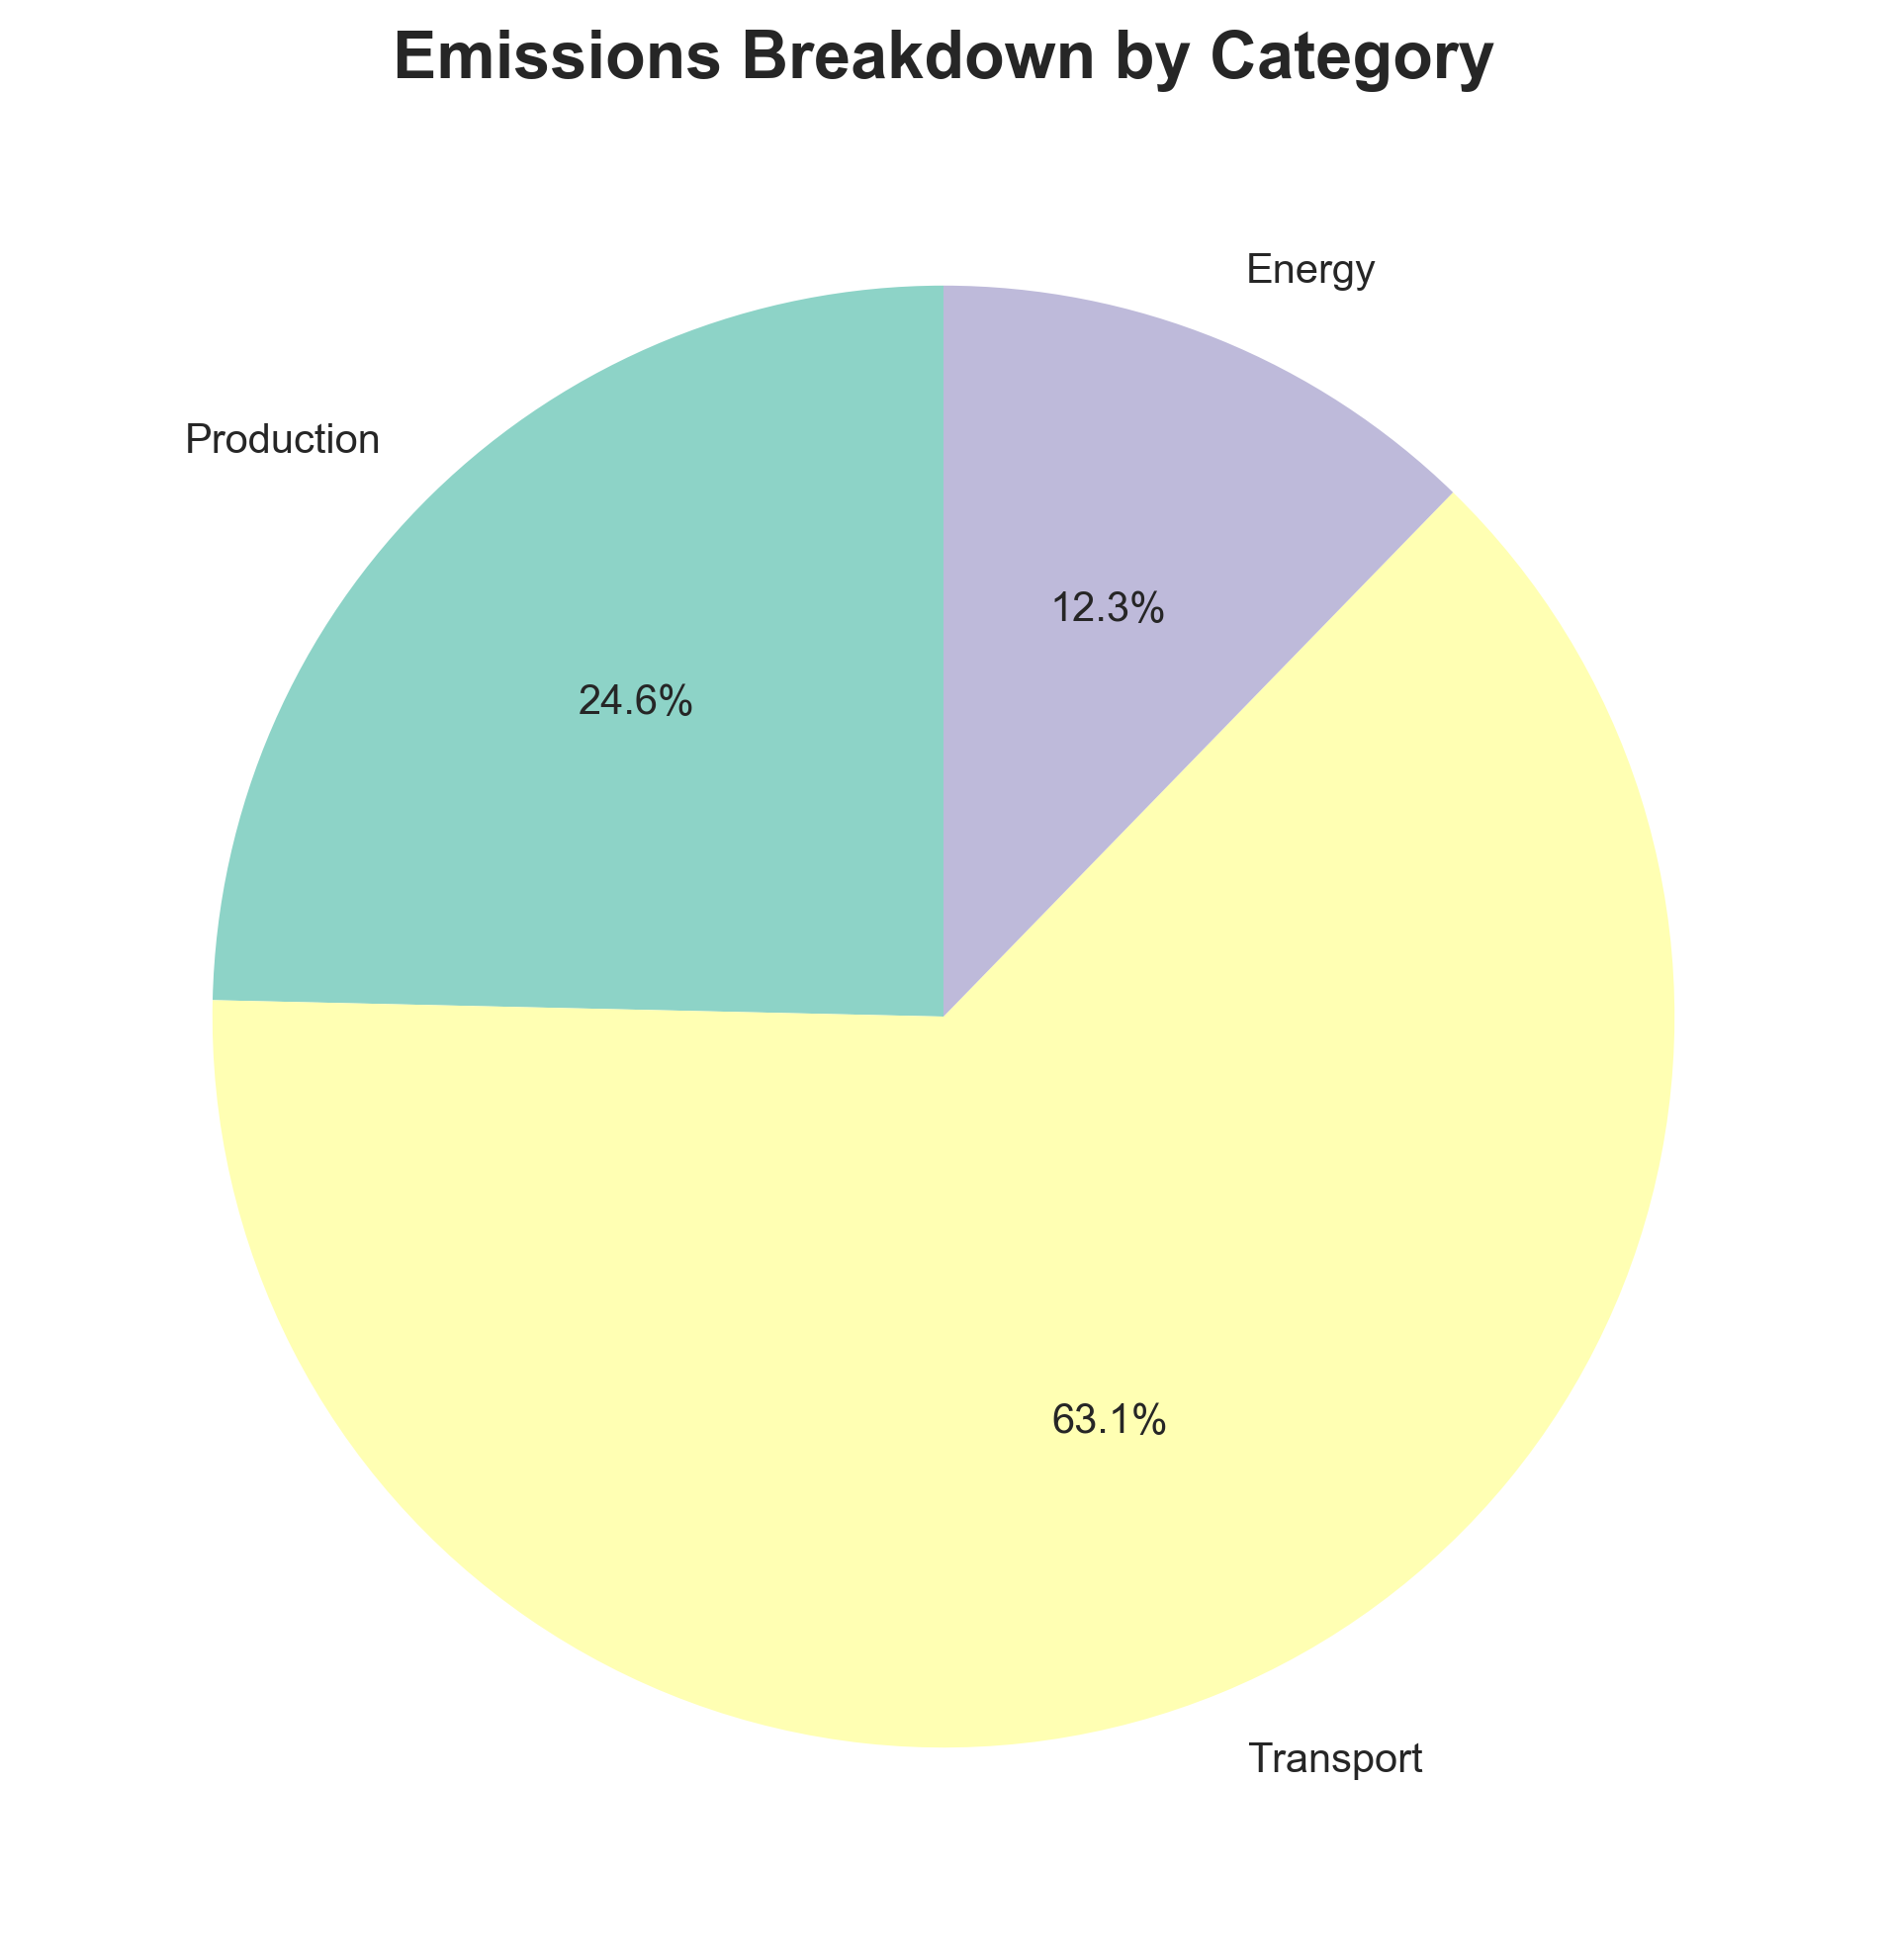 Emissions Breakdown by Category
Energy
Production
12.3%
24.6%
63.1%
Transport